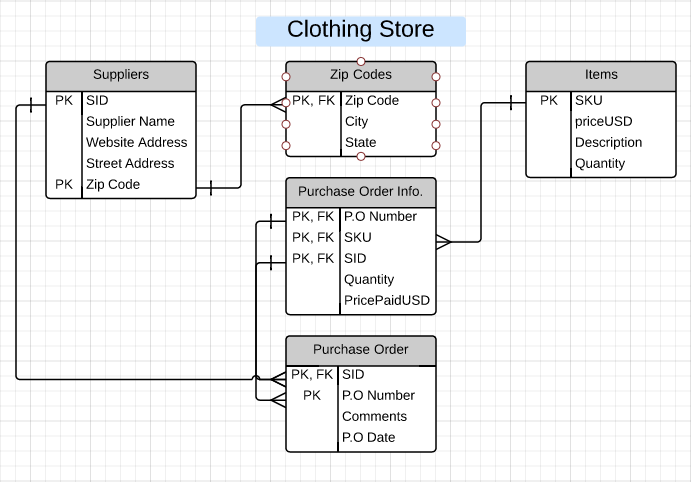 Clothing Store
Suppliers
PK SID
Supplier Name
Website Address
Street Address
PK Zip Code
Zip Codes
PK, FK Zip Code
City
State
Items
PK SKU
priceUSD
Description
Quantity
Purchase Order Info.
PK, FK P.O Number
PK, FK SKU
PK, FK SID
Quantity
PricePaidUSD
Purchase Order
PK, FK SID
PK P.O Number
Comments
P.O Date